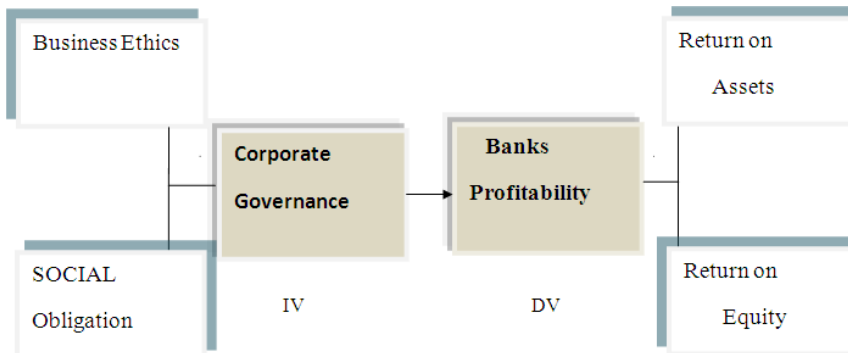 Business Ethics
Return on
Assets
Corporate
Governance
Banks
Profitability
SOCIAL
Obligation
IV
DV
Return on
Equity